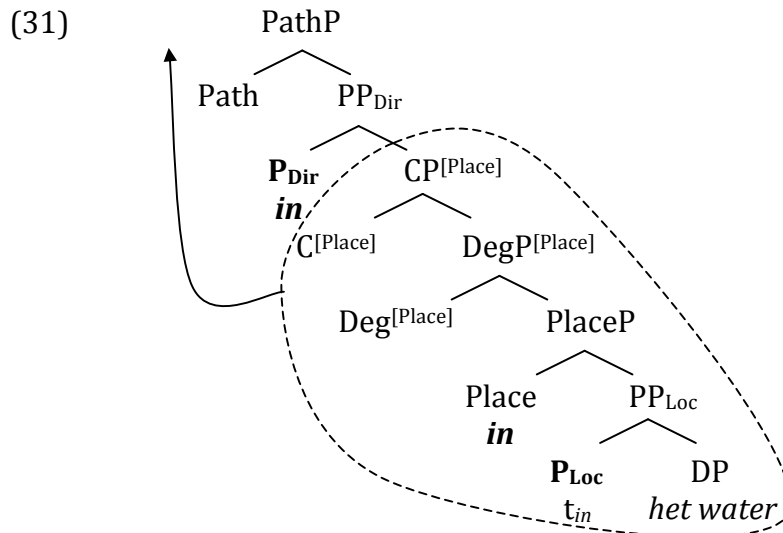 (31) PathP
Path PP_Dir
P_Dir CP^[Place]
in
C^[Place] DegP^[Place]
Deg^[Place] PlaceP
Place PP_Loc
in
P_Loc DP
t_in het water